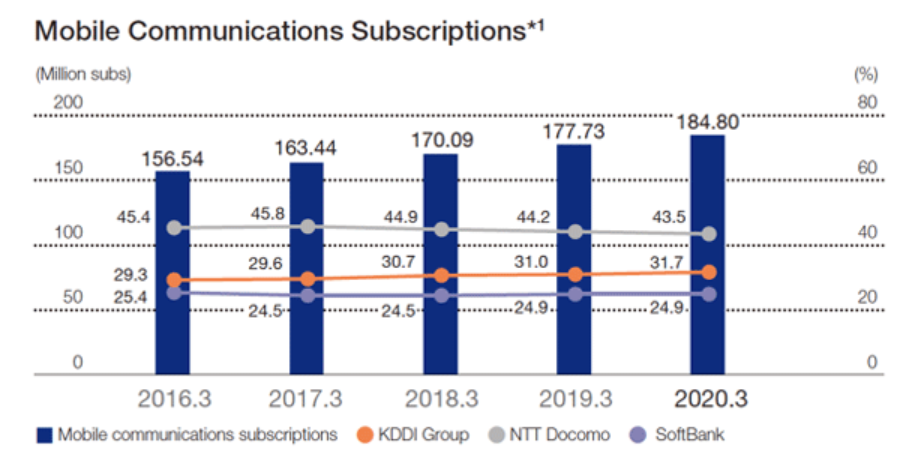 Mobile Communications Subscriptions*1
(Million subs) (%)
200 80
184.80
177.73
170.09
163.44
156.54
150 60
45.4 45.8 44.9 44.2 43.5
100 40
29.3 29.6 30.7 31.0 31.7
25.4 24.5 24.5 24.9 24.9
50 20
0 0
2016.3 2017.3 2018.3 2019.3 2020.3
Mobile communications subscriptions KDDI Group NTT Docomo SoftBank